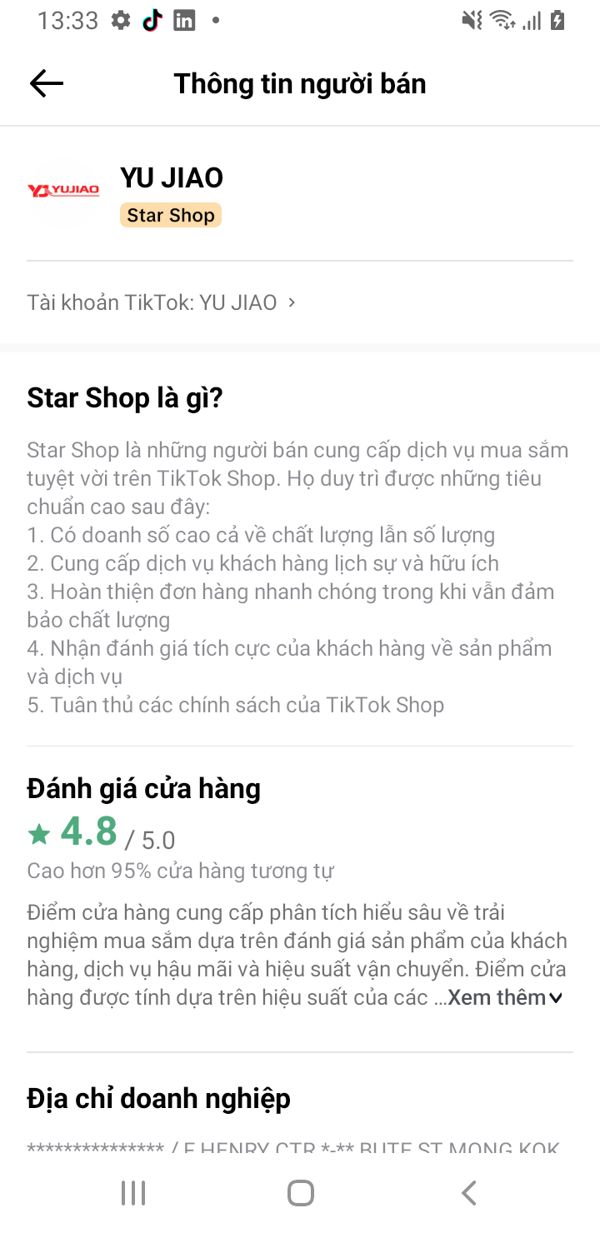 13:33
Thông tin người bán
YJ YUJIAO
YU JIAO
Star Shop
Tài khoản TikTok: YU JIAO >
Star Shop là gì?
Star Shop là những người bán cung cấp dịch vụ mua sắm
tuyệt vời trên TikTok Shop. Họ duy trì được những tiêu
chuẩn cao sau đây:
1. Có doanh số cao cả về chất lượng lẫn số lượng
2. Cung cấp dịch vụ khách hàng lịch sự và hữu ích
3. Hoàn thiện đơn hàng nhanh chóng trong khi vẫn đảm
bảo chất lượng
4. Nhận đánh giá tích cực của khách hàng về sản phẩm
và dịch vụ
5. Tuân thủ các chính sách của TikTok Shop
Đánh giá cửa hàng
4.8 / 5.0
Cao hơn 95% cửa hàng tương tự
Điểm cửa hàng cung cấp phân tích hiểu sâu về trải
nghiệm mua sắm dựa trên đánh giá sản phẩm của khách
hàng, dịch vụ hậu mãi và hiệu suất vận chuyển. Điểm cửa
hàng được tính dựa trên hiệu suất của các ...Xem thêm
Địa chỉ doanh nghiệp
*************** / F HENRY CTR *-** BUTE ST MONG KOK